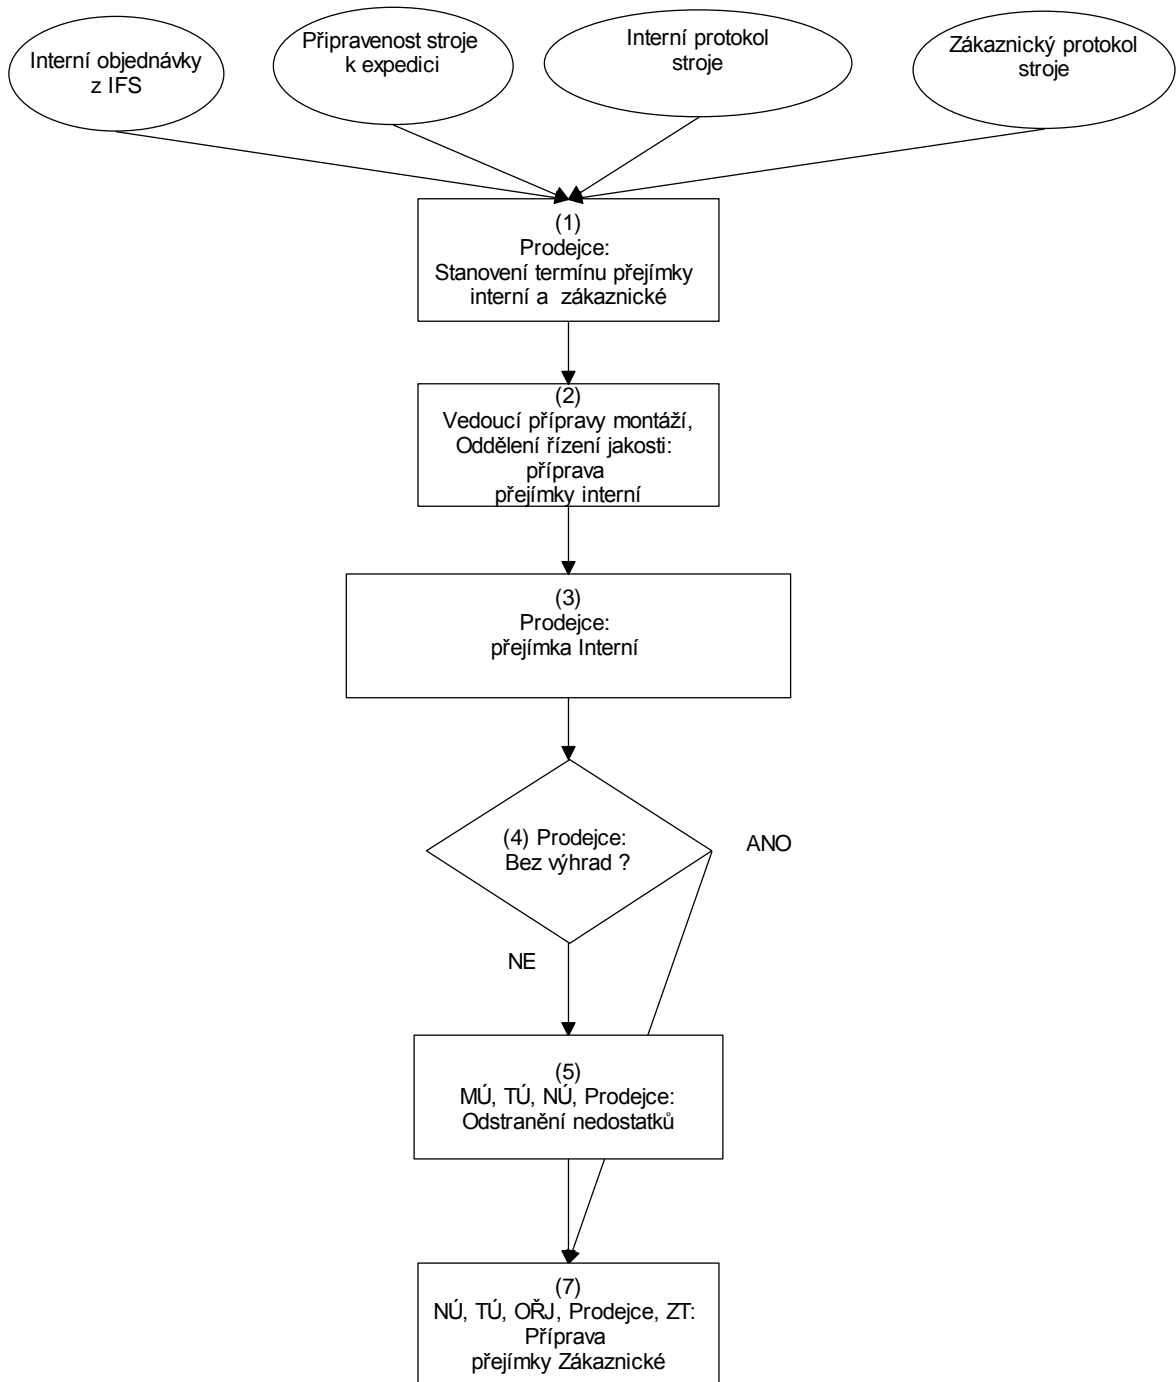 Interní objednávky
z IFS
Připravenost stroje
k expedici
Interní protokol
stroje
Zákaznický protokol
stroje
(1)
Prodejce:
Stanovení termínu přejímky
interní a zákaznické
(2)
Vedoucí přípravy montáží,
Oddělení řízení jakosti:
příprava
přejímky interní
(3)
Prodejce:
přejímka Interní
(4) Prodejce:
Bez výhrad ?
ANO
NE
(5)
MÚ, TÚ, NÚ, Prodejce:
Odstranění nedostatků
(7)
NÚ, TÚ, OŘJ, Prodejce, ZT:
Příprava
přejímky Zákaznické